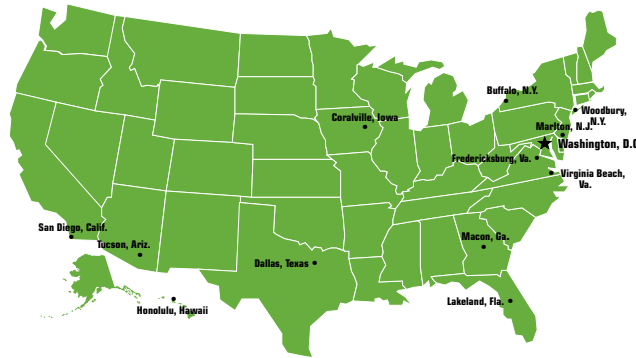 Buffalo, N.Y.
Woodbury,
N.Y.
Coralville, Iowa
Marlton, N.J.
Washington, D.C
Fredericksburg, Va.
Virginia Beach,
Va.
San Diego, Calif.
Tucson, Ariz.
Macon, Ga.
Dallas, Texas
Lakeland, Fla.
Honolulu, Hawaii